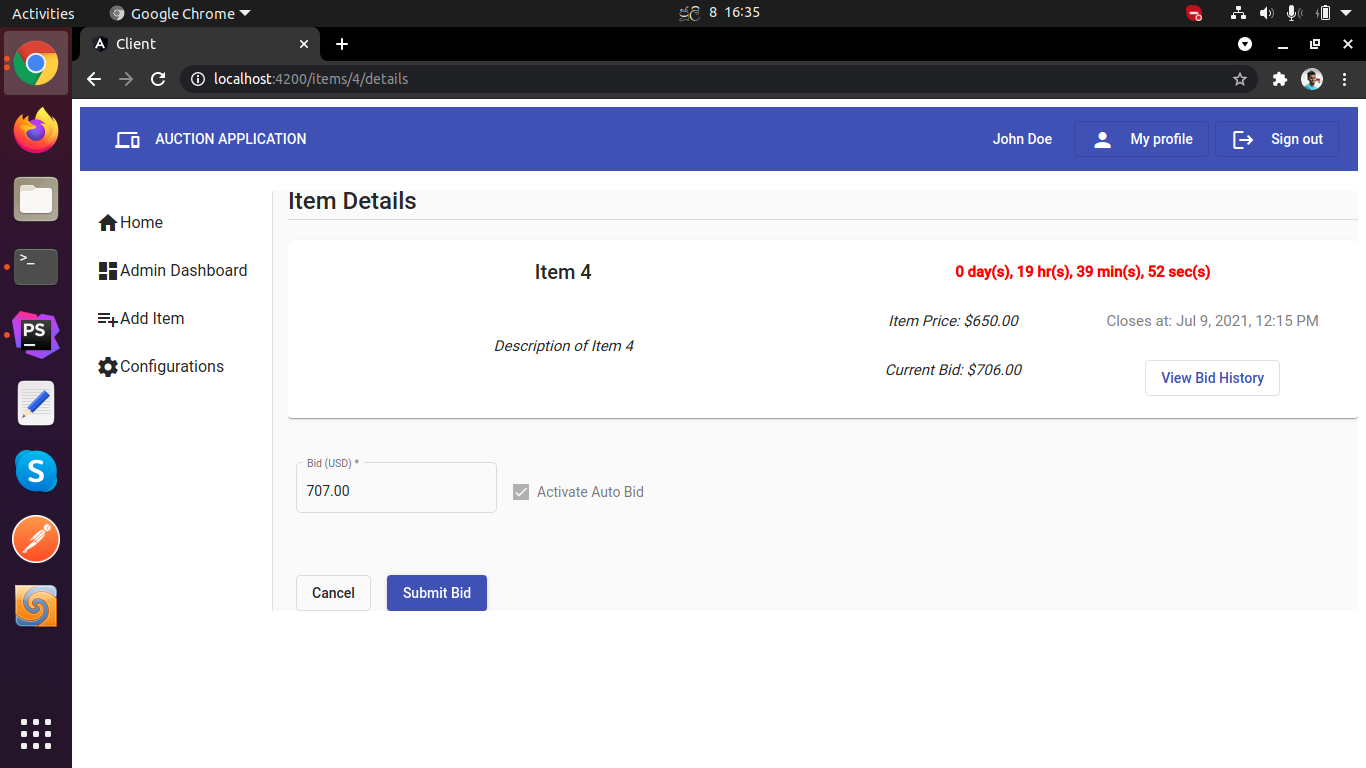 Activities Google Chrome ජූලි 8 16:35
Client
localhost:4200/items/4/details
AUCTION APPLICATION John Doe My profile Sign out
Item Details
Home
Admin Dashboard
Add Item
Configurations
Item 4 0 day(s), 19 hr(s), 39 min(s), 52 sec(s)
Item Price: $650.00 Closes at: Jul 9, 2021, 12:15 PM
Description of Item 4
Current Bid: $706.00 View Bid History
Bid (USD) *
707.00 Activate Auto Bid
Cancel Submit Bid
>_
PS
S